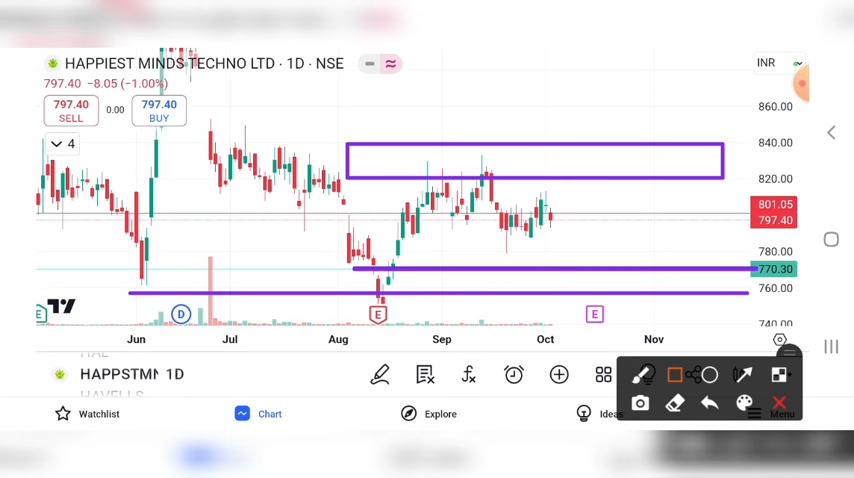 HAPPIEST MINDS TECHNO LTD · 1D · NSE
INR
797.40 −8.05 (−1.00%)
797.40 0.00 797.40
SELL BUY
4
860.00
840.00
820.00
801.05
797.40
780.00
770.30
760.00
740.00
E D E E
Jun Jul Aug Sep Oct Nov
HAL
HAPPSTMN 1D
HAVELLS
Watchlist Chart Explore Ideas Menu